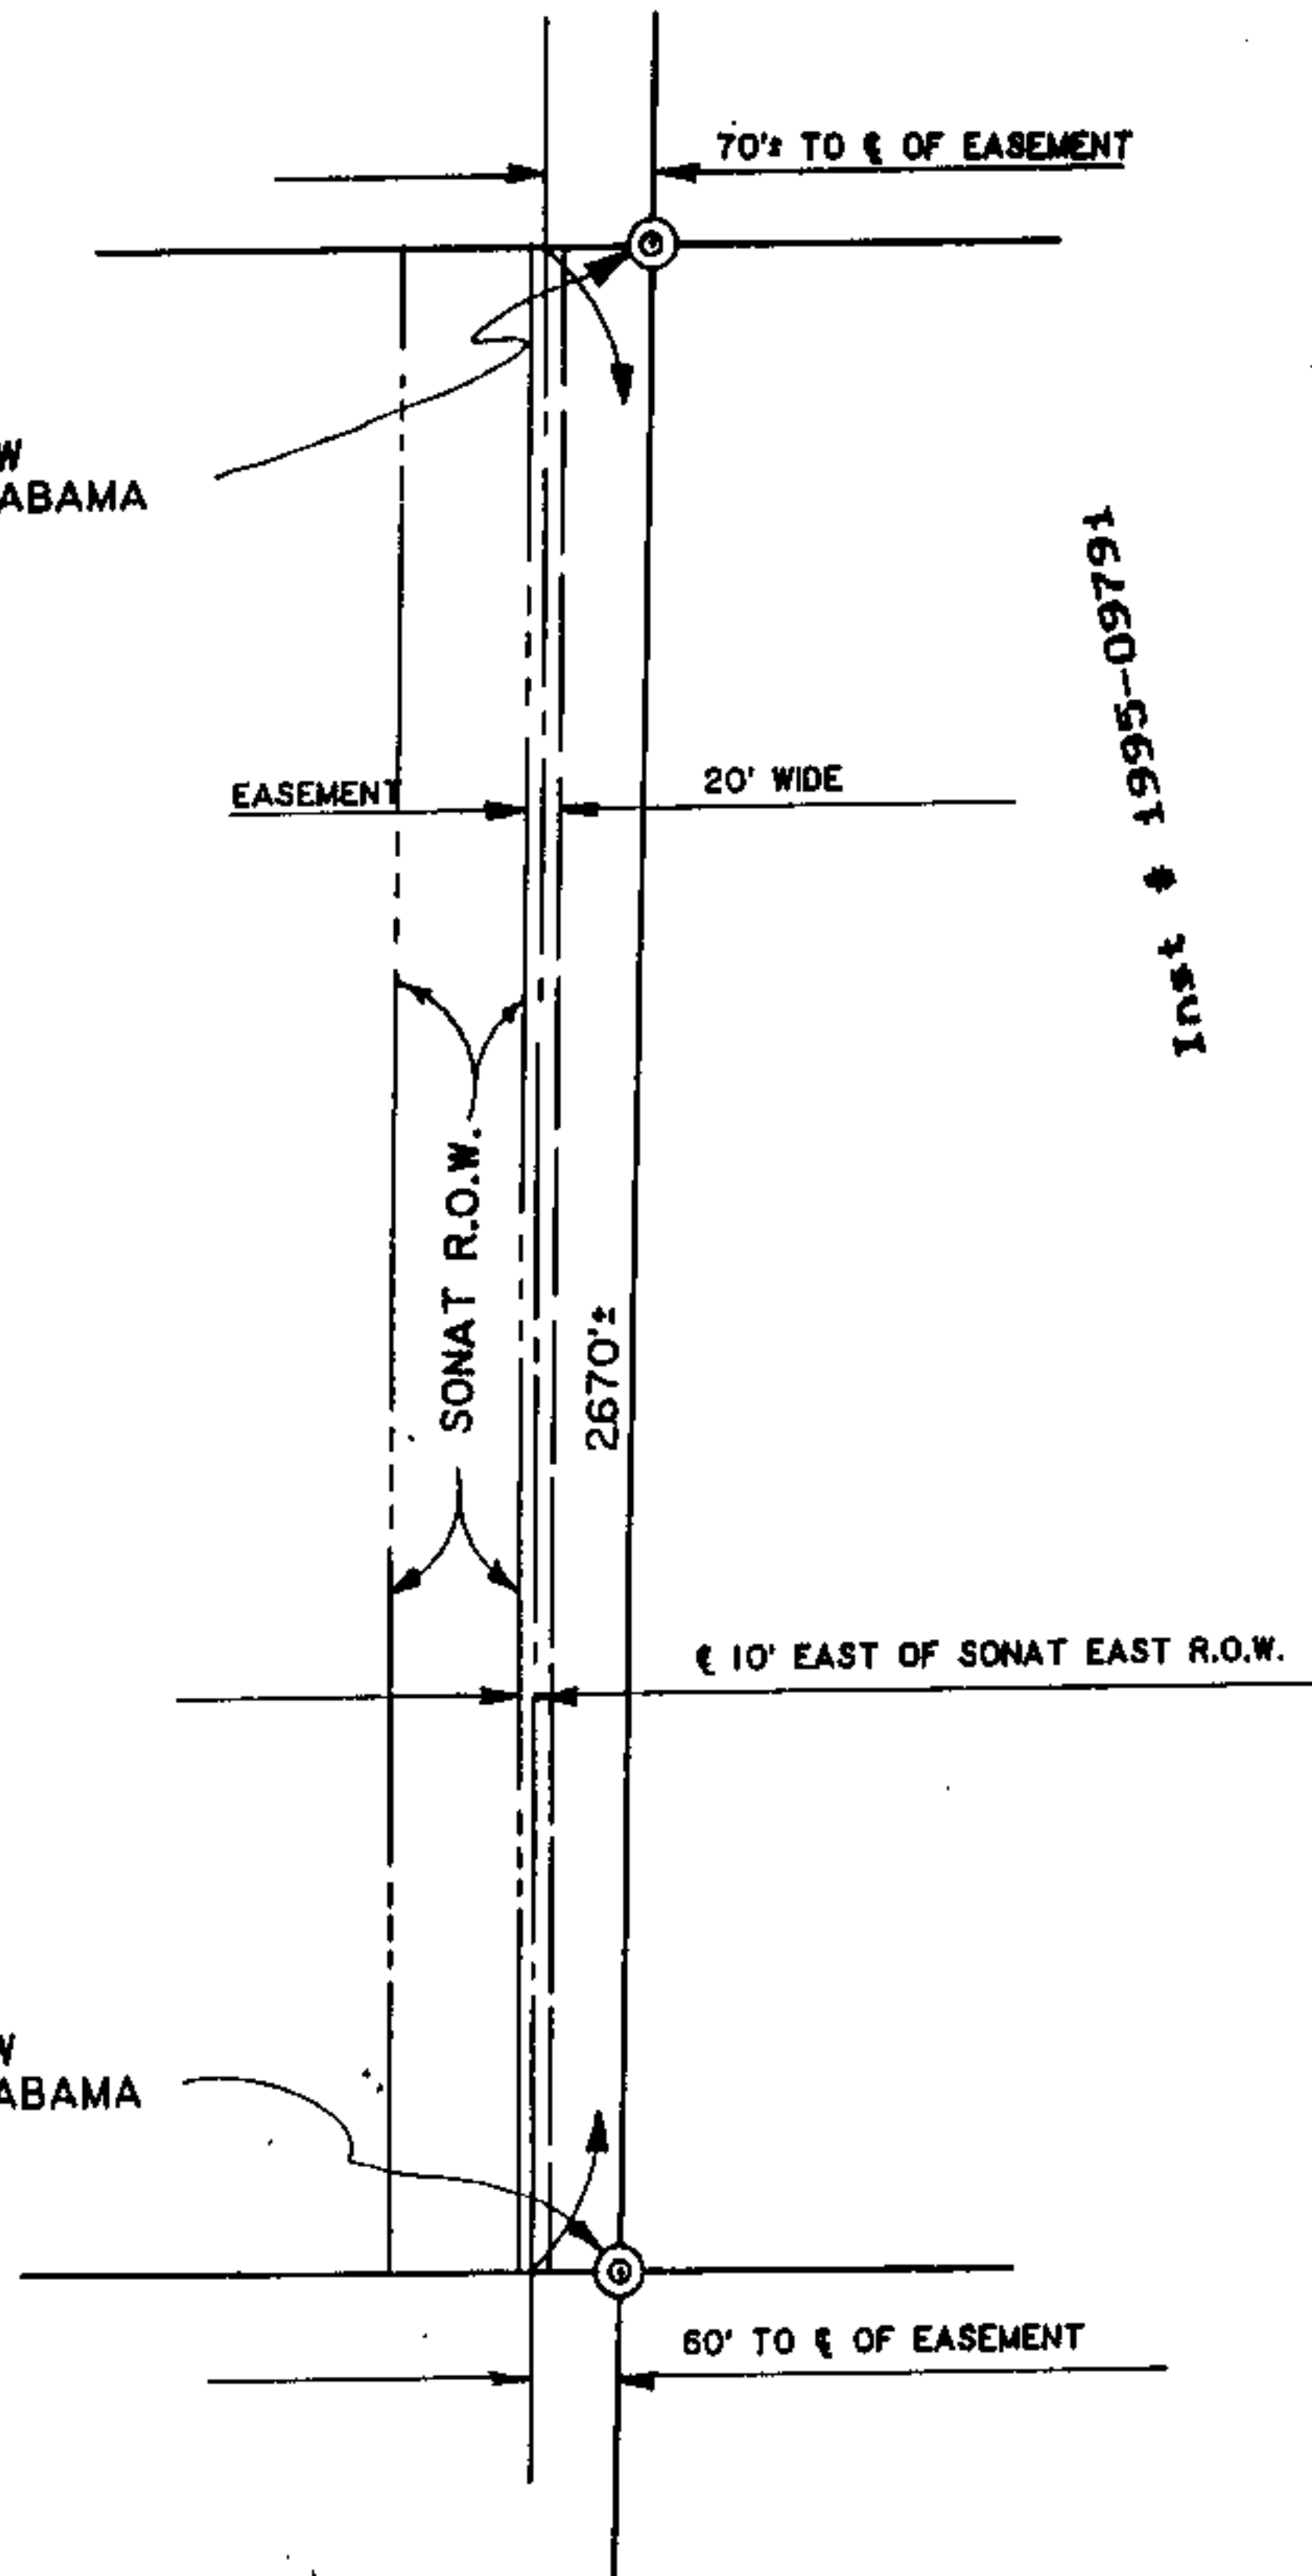 70'± TO ℄ OF EASEMENT
W
ABAMA
Inst # 1995-09791
EASEMENT
20' WIDE
SONAT R.O.W.
2670'±
℄ 10' EAST OF SONAT EAST R.O.W.
W
ABAMA
60' TO ℄ OF EASEMENT